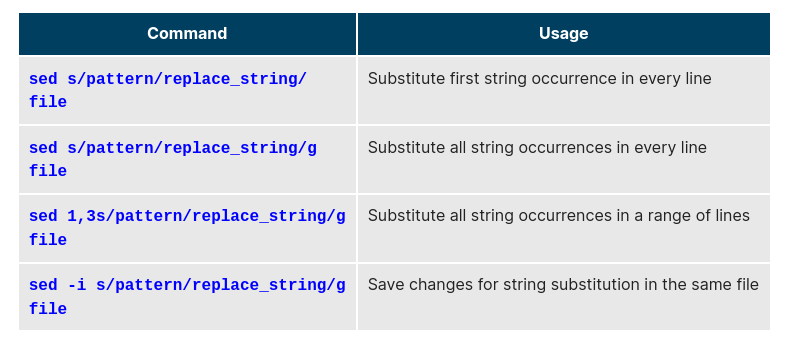 Command
Usage
sed s/pattern/replace_string/
file
Substitute first string occurrence in every line
sed s/pattern/replace_string/g
file
Substitute all string occurrences in every line
sed 1,3s/pattern/replace_string/g
file
Substitute all string occurrences in a range of lines
sed -i s/pattern/replace_string/g
file
Save changes for string substitution in the same file